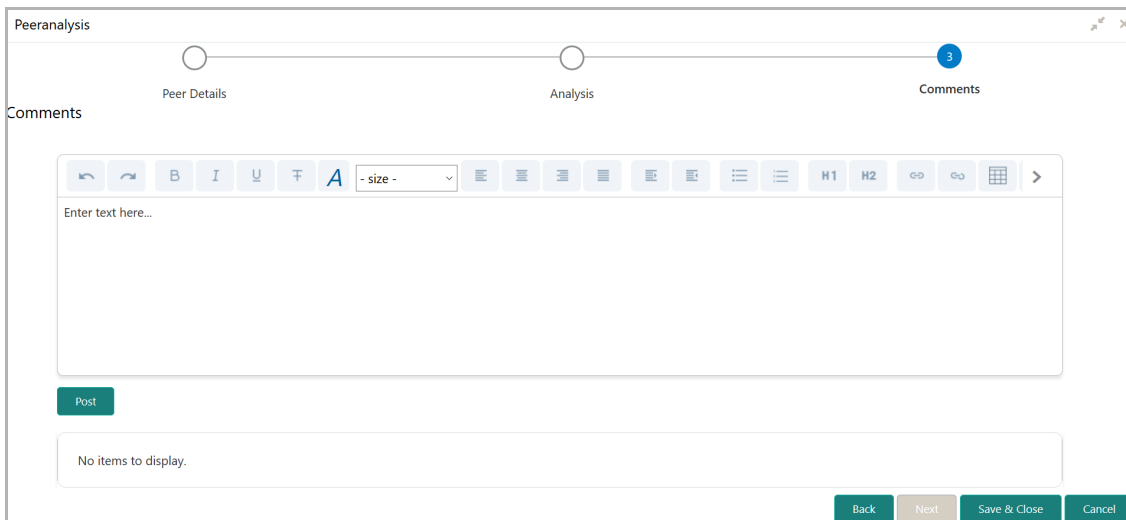 Peeranalysis
3
Peer Details Analysis Comments
Comments
B I U T A - size - H1 H2
Enter text here...
Post
No items to display.
Back Next Save & Close Cancel